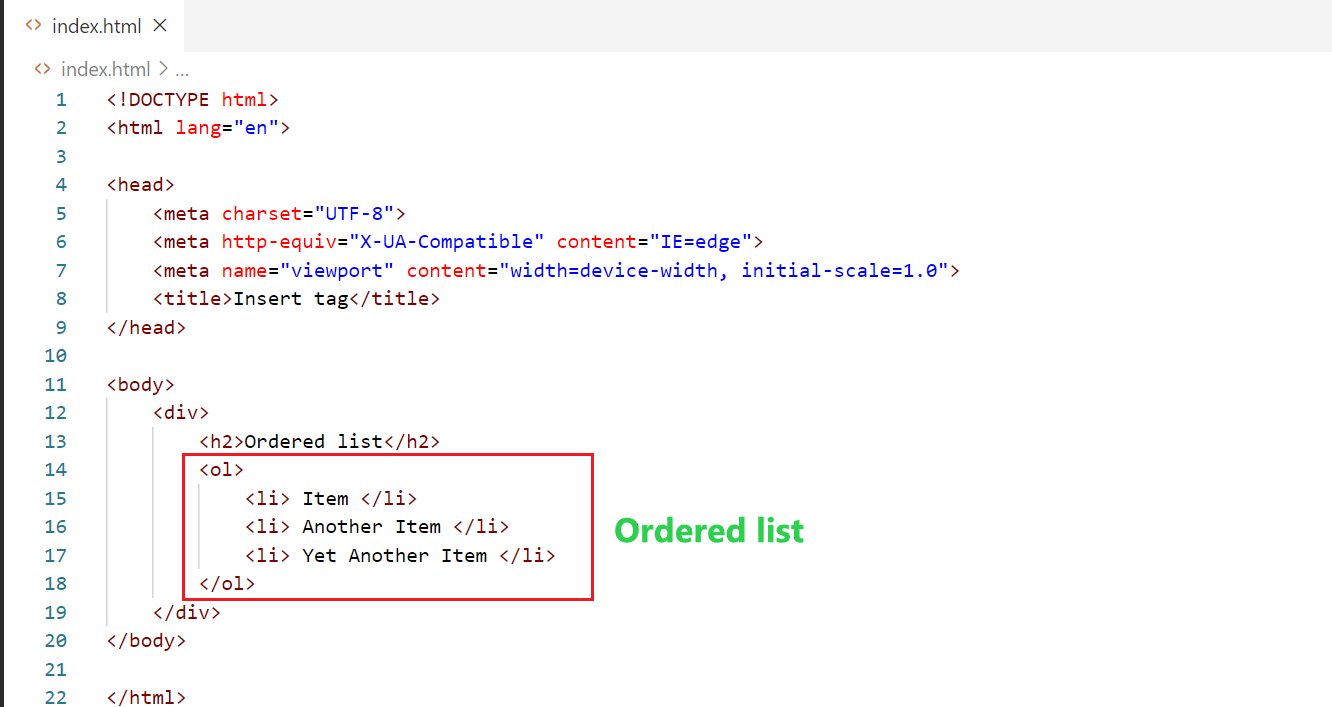 index.html
index.html > ...
1 <!DOCTYPE html>
2 <html lang="en">
3
4 <head>
5     <meta charset="UTF-8">
6     <meta http-equiv="X-UA-Compatible" content="IE=edge">
7     <meta name="viewport" content="width=device-width, initial-scale=1.0">
8     <title>Insert tag</title>
9 </head>
10
11 <body>
12     <div>
13         <h2>Ordered list</h2>
14         <ol>
15             <li> Item </li>
16             <li> Another Item </li>
17             <li> Yet Another Item </li>
18         </ol>
Ordered list
19     </div>
20 </body>
21
22 </html>